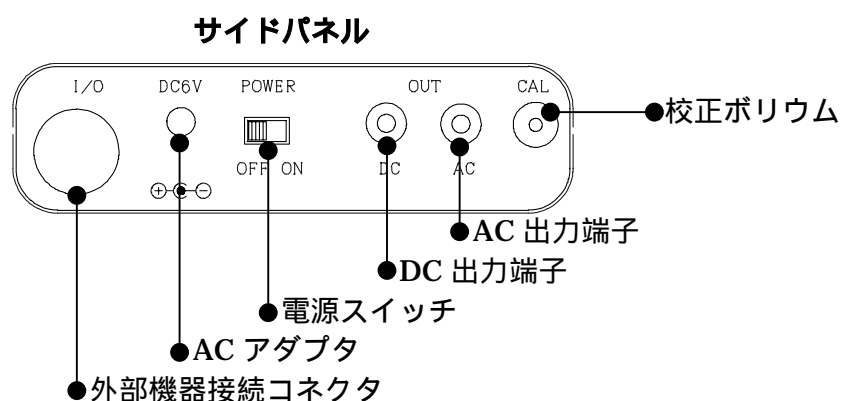 サイドパネル
I/O DC6V POWER OUT CAL
校正ボリウム
OFF ON DC AC
AC 出力端子
DC 出力端子
電源スイッチ
AC アダプタ
外部機器接続コネクタ